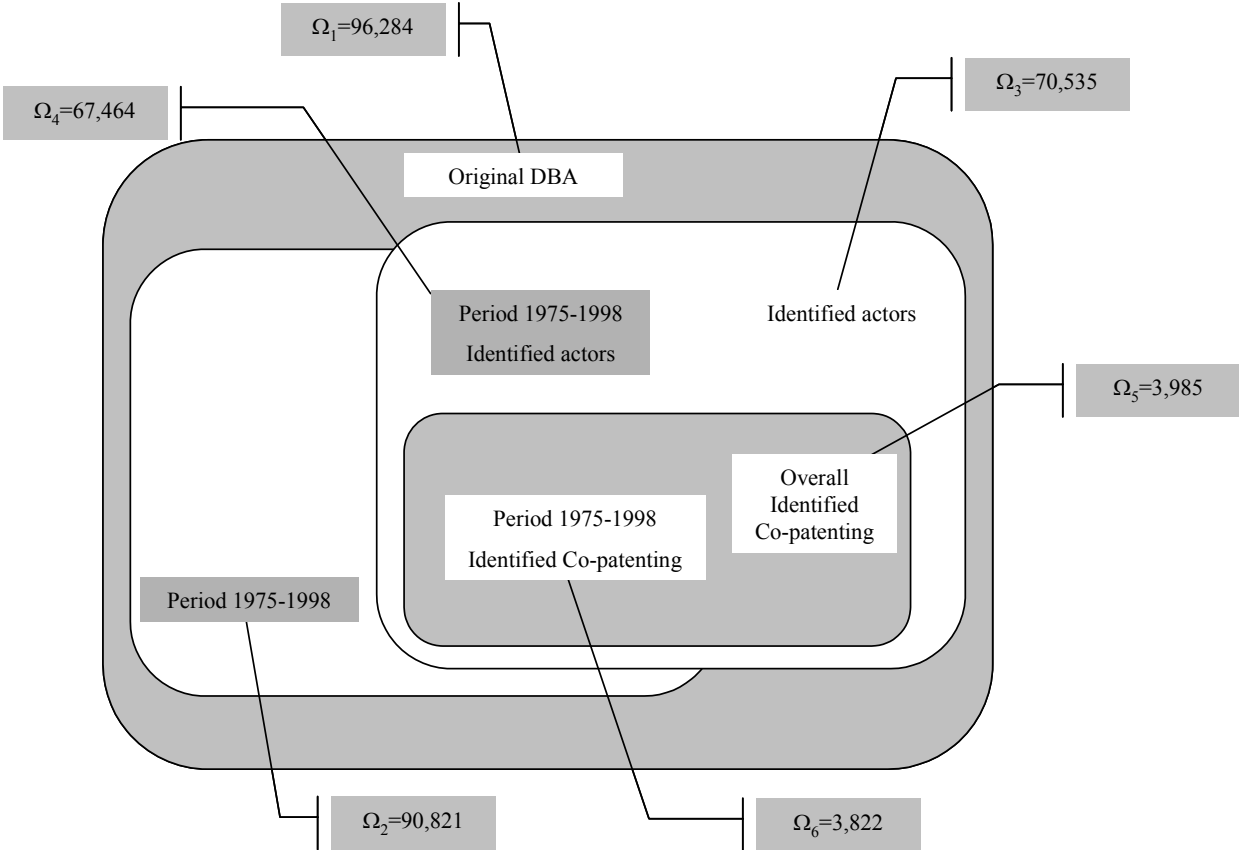 Ω1=96,284
Ω3=70,535
Ω4=67,464
Original DBA
Period 1975-1998
Identified actors
Identified actors
Ω5=3,985
Overall
Identified
Co-patenting
Period 1975-1998
Identified Co-patenting
Period 1975-1998
Ω2=90,821
Ω6=3,822